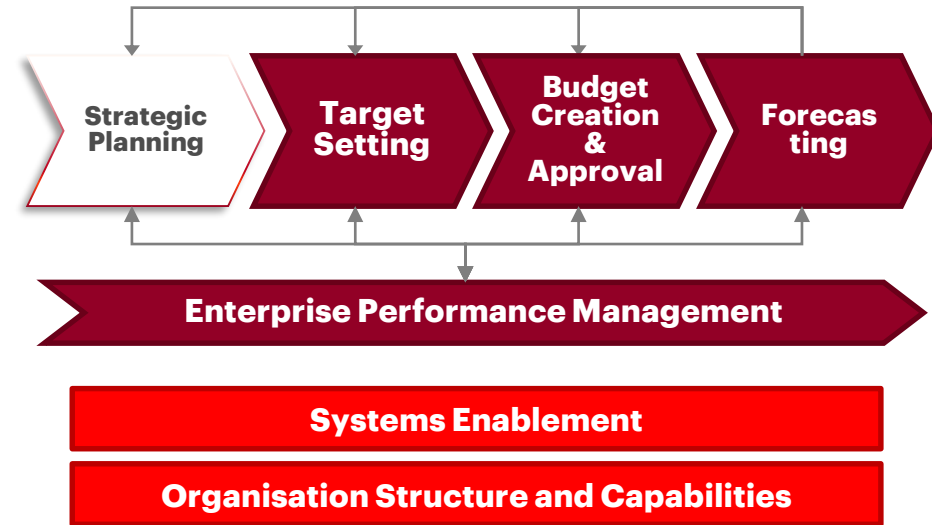 Strategic
Planning
Target
Setting
Budget
Creation
&
Approval
Forecas
ting
Enterprise Performance Management
Systems Enablement
Organisation Structure and Capabilities